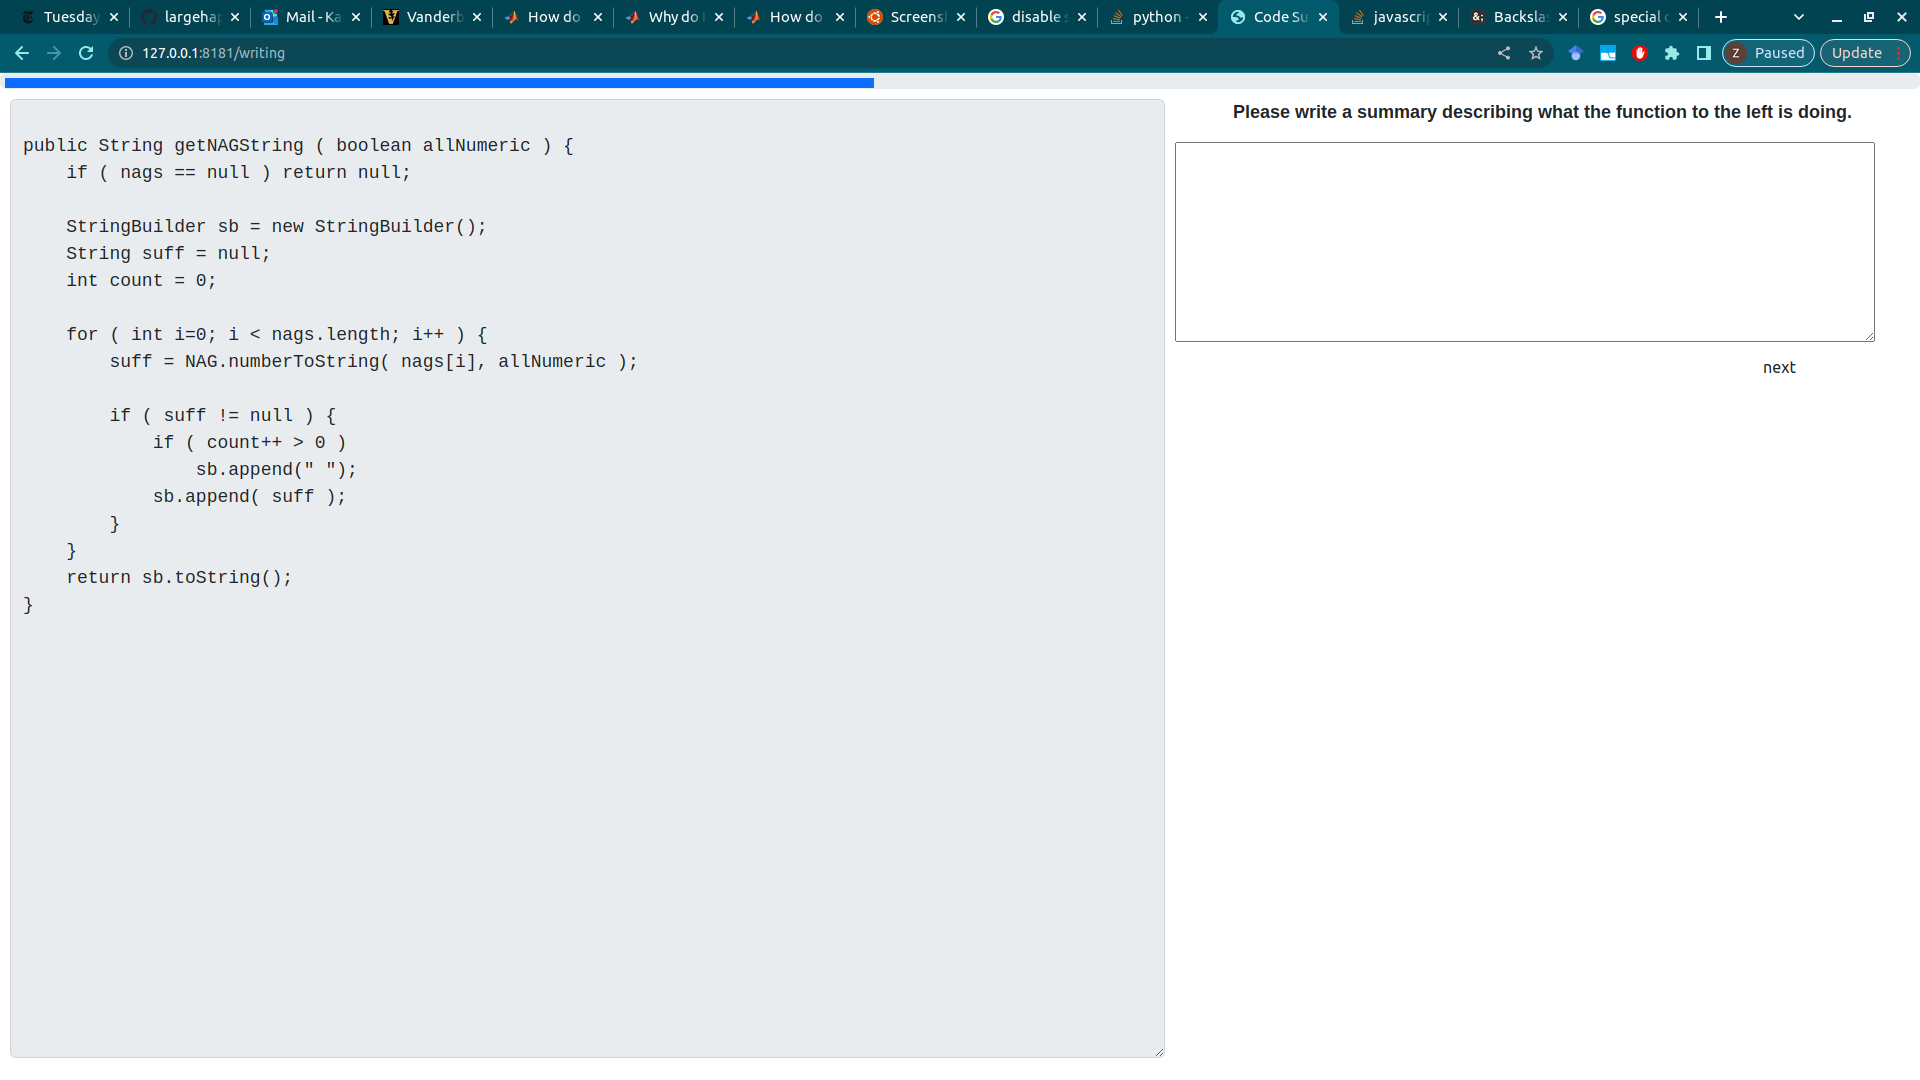 Tuesday
largeha
Mail - Ka
Vanderb
How do
Why do
How do
Screens
disable s
python -
Code Su
javascrip
Backsla
special c
127.0.0.1:8181/writing
Z Paused
Update
public String getNAGString ( boolean allNumeric ) {
    if ( nags == null ) return null;
    StringBuilder sb = new StringBuilder();
    String suff = null;
    int count = 0;
    for ( int i=0; i < nags.length; i++ ) {
        suff = NAG.numberToString( nags[i], allNumeric );
        if ( suff != null ) {
            if ( count++ > 0 )
                sb.append(" ");
            sb.append( suff );
        }
    }
    return sb.toString();
}
Please write a summary describing what the function to the left is doing.
next